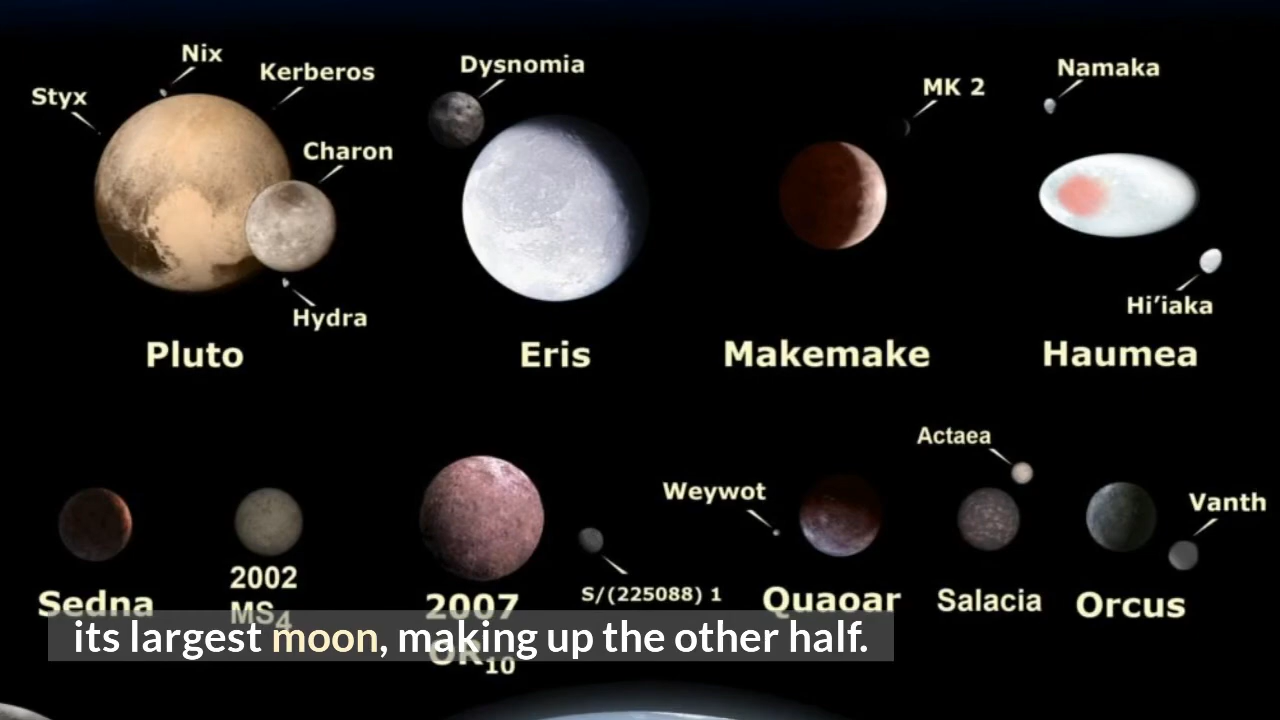 Nix
Kerberos
Styx
Charon
Hydra
Pluto
Dysnomia
Eris
MK 2
Makemake
Namaka
Hi’iaka
Haumea
Sedna
2002
MS4
2007
OR10
S/(225088) 1
Weywot
Quaoar
Actaea
Salacia
Vanth
Orcus
its largest moon, making up the other half.